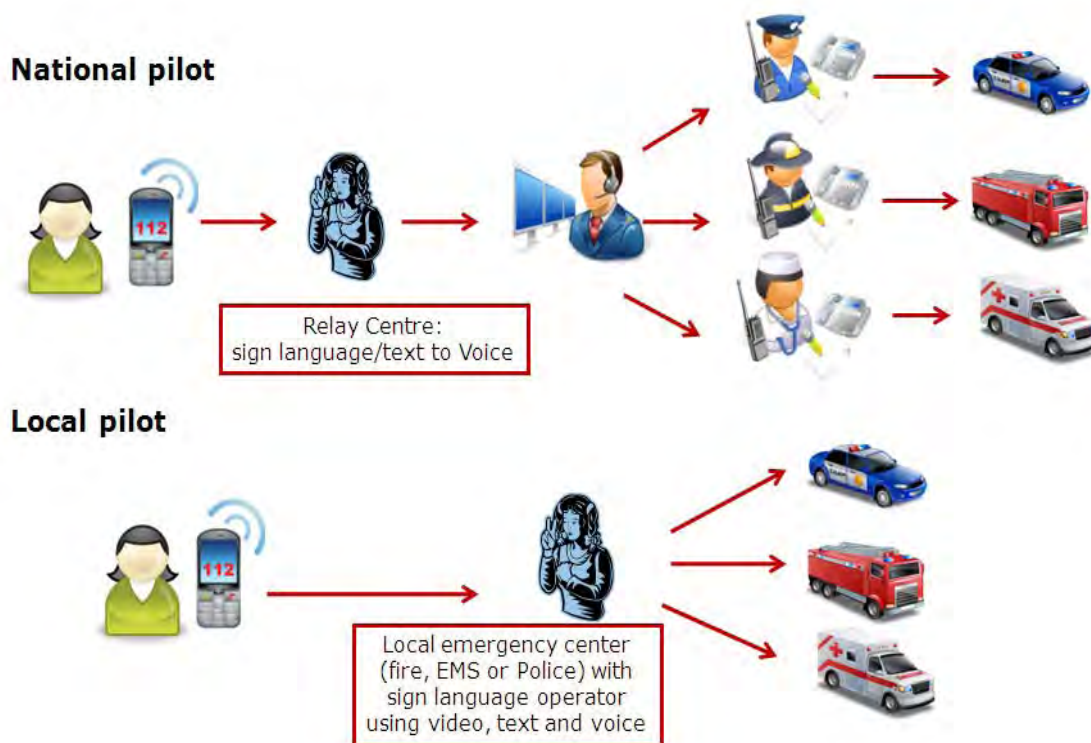 National pilot
112
Relay Centre:
sign language/text to Voice
Local pilot
112
Local emergency center
(fire, EMS or Police) with
sign language operator
using video, text and voice